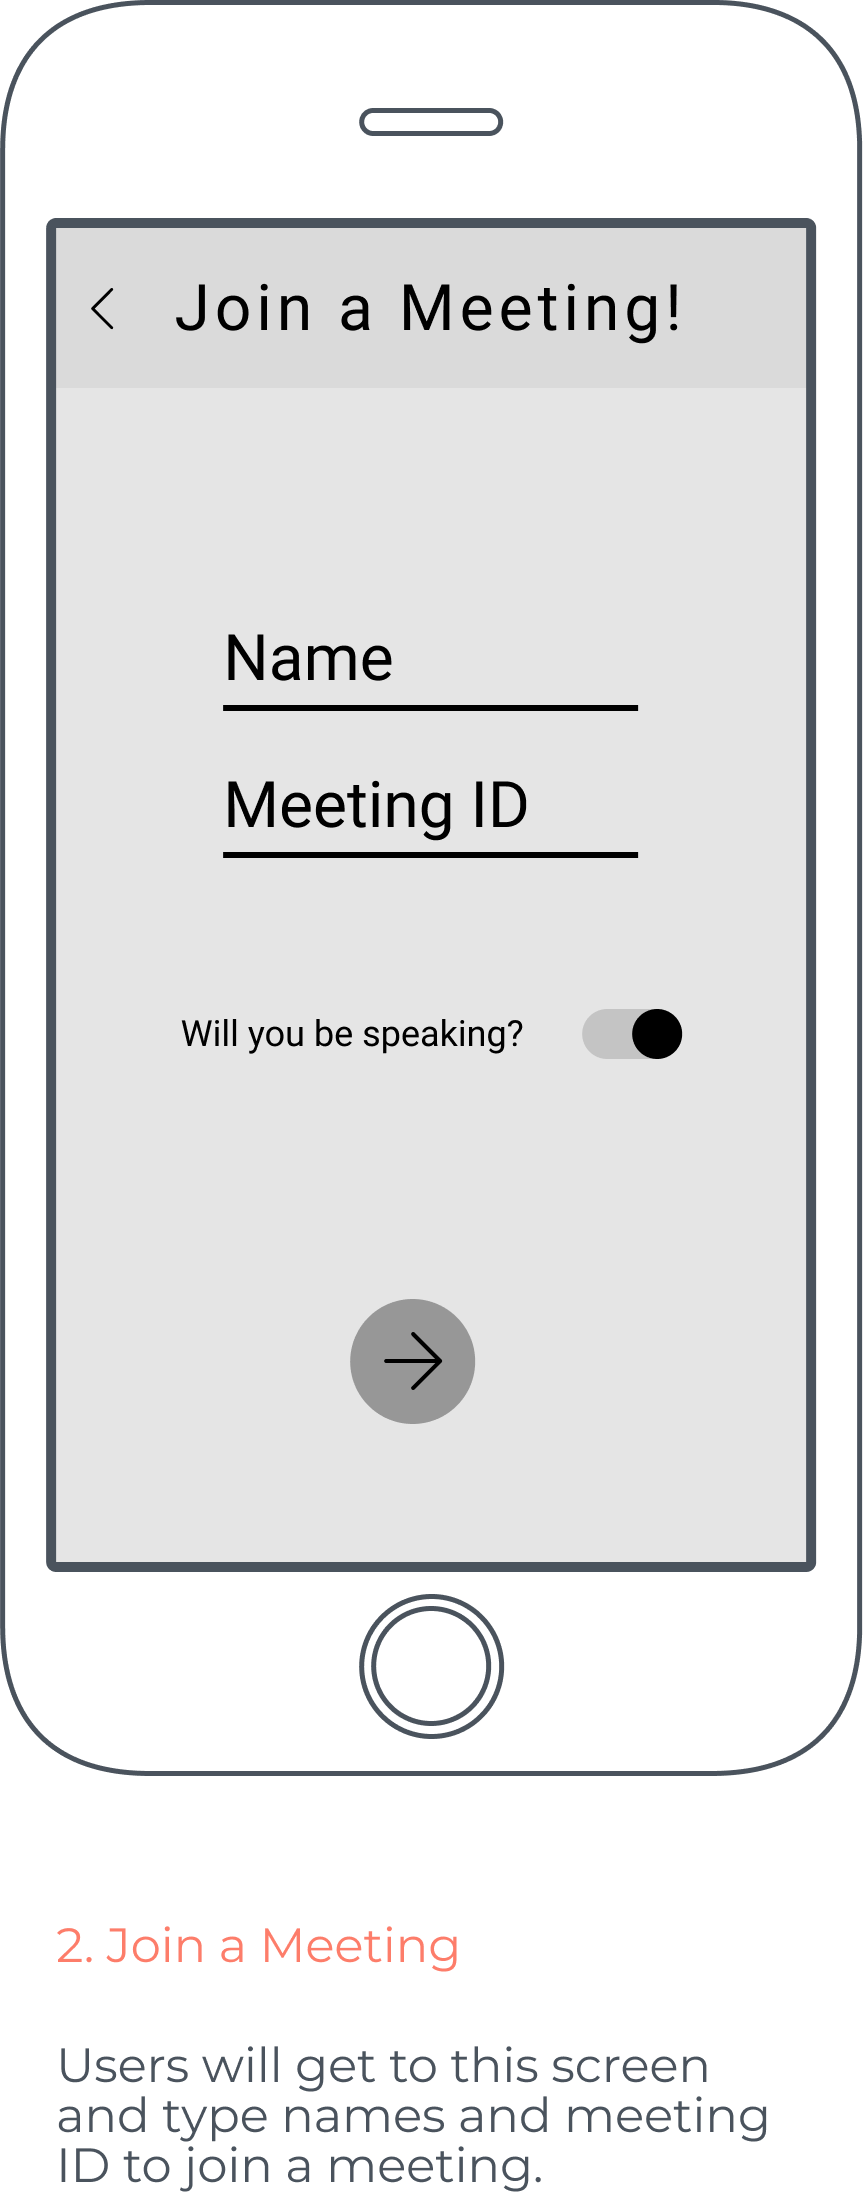 Join a Meeting!
Name
Meeting ID
Will you be speaking?
2. Join a Meeting
Users will get to this screen
and type names and meeting
ID to join a meeting.